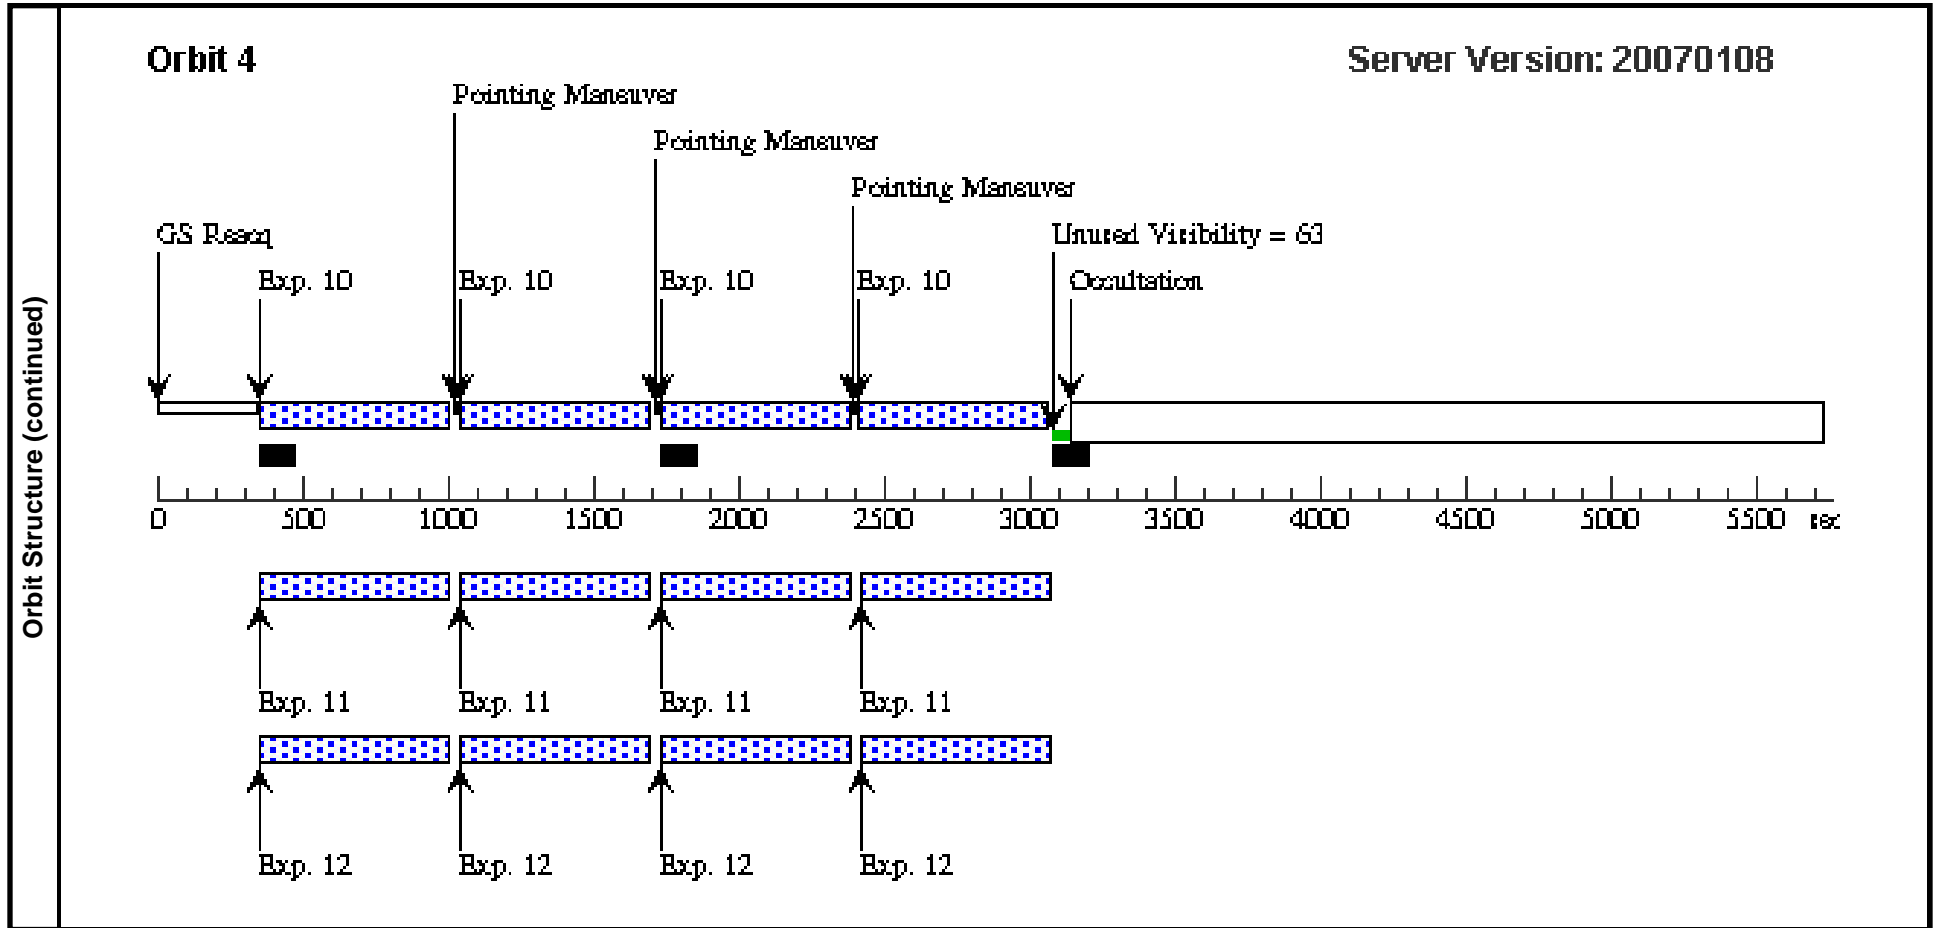 Orbit Structure (continued)
Orbit 4
Server Version: 20070108
Pointing Maneuver
Pointing Maneuver
Pointing Maneuver
GS Reacq
Unused Visibility = 63
Exp. 10
Exp. 10
Exp. 10
Exp. 10
Occultation
0 500 1000 1500 2000 2500 3000 3500 4000 4500 5000 5500 sec
Exp. 11
Exp. 11
Exp. 11
Exp. 11
Exp. 12
Exp. 12
Exp. 12
Exp. 12